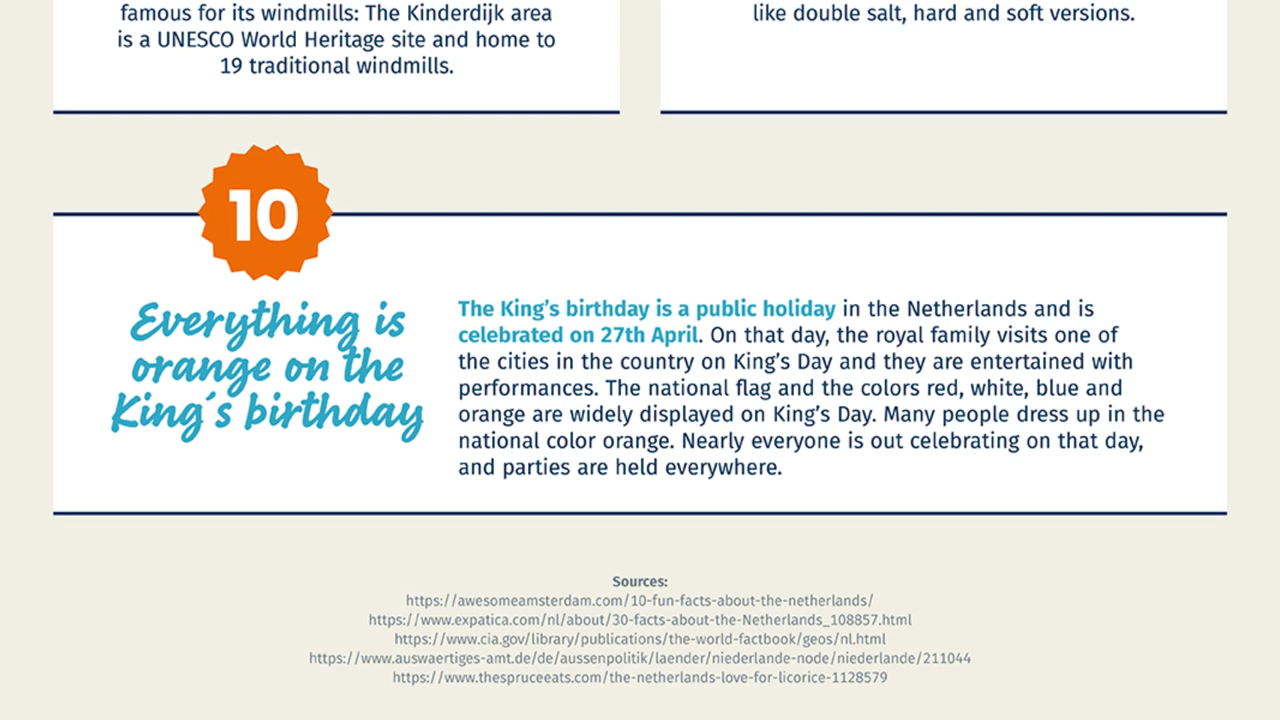 famous for its windmills: The Kinderdijk area
is a UNESCO World Heritage site and home to
19 traditional windmills.
like double salt, hard and soft versions.
10
Everything is
orange on the
King´s birthday
The King’s birthday is a public holiday in the Netherlands and is
celebrated on 27th April. On that day, the royal family visits one of
the cities in the country on King’s Day and they are entertained with
performances. The national flag and the colors red, white, blue and
orange are widely displayed on King’s Day. Many people dress up in the
national color orange. Nearly everyone is out celebrating on that day,
and parties are held everywhere.
Sources:
https://awesomeamsterdam.com/10-fun-facts-about-the-netherlands/
https://www.expatica.com/nl/about/30-facts-about-the-Netherlands_108857.html
https://www.cia.gov/library/publications/the-world-factbook/geos/nl.html
https://www.auswaertiges-amt.de/de/aussenpolitik/laender/niederlande-node/niederlande/211044
https://www.thespruceeats.com/the-netherlands-love-for-licorice-1128579